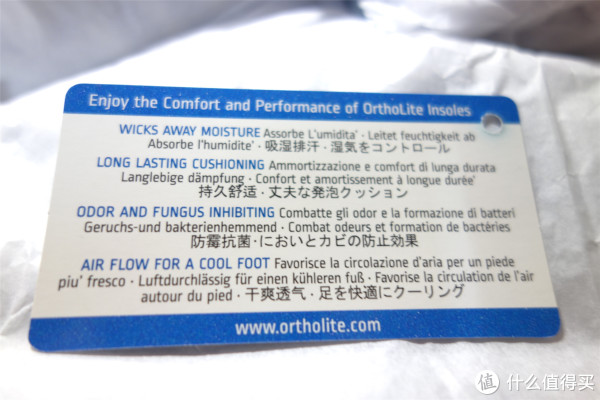 Enjoy the Comfort and Performance of OrthoLite Insoles
WICKS AWAY MOISTURE Assorbe L'umidita' · Leitet feuchtigkeit ab
Absorbe l'humidite' · 吸湿排汗 · 湿気をコントロール
LONG LASTING CUSHIONING Ammortizzazione e comfort di lunga durata
Langlebige dämpfung · Confort et amortissement à longue durée'
持久舒适 · 丈夫な発泡クッション
ODOR AND FUNGUS INHIBITING Combatte gli odor e la formazione di batteri
Geruchs-und bakterienhemmend · Combat odeurs et formation de bactéries
防霉抗菌 · においとカビの防止効果
AIR FLOW FOR A COOL FOOT Favorisce la circolazione d'aria per un piede
piu' fresco · Luftdurchlässig für einen kühleren fuß · Favorise la circulation de l'air
autour du pied · 干爽透气 · 足を快適にクーリング
www.ortholite.com
值 什么值得买